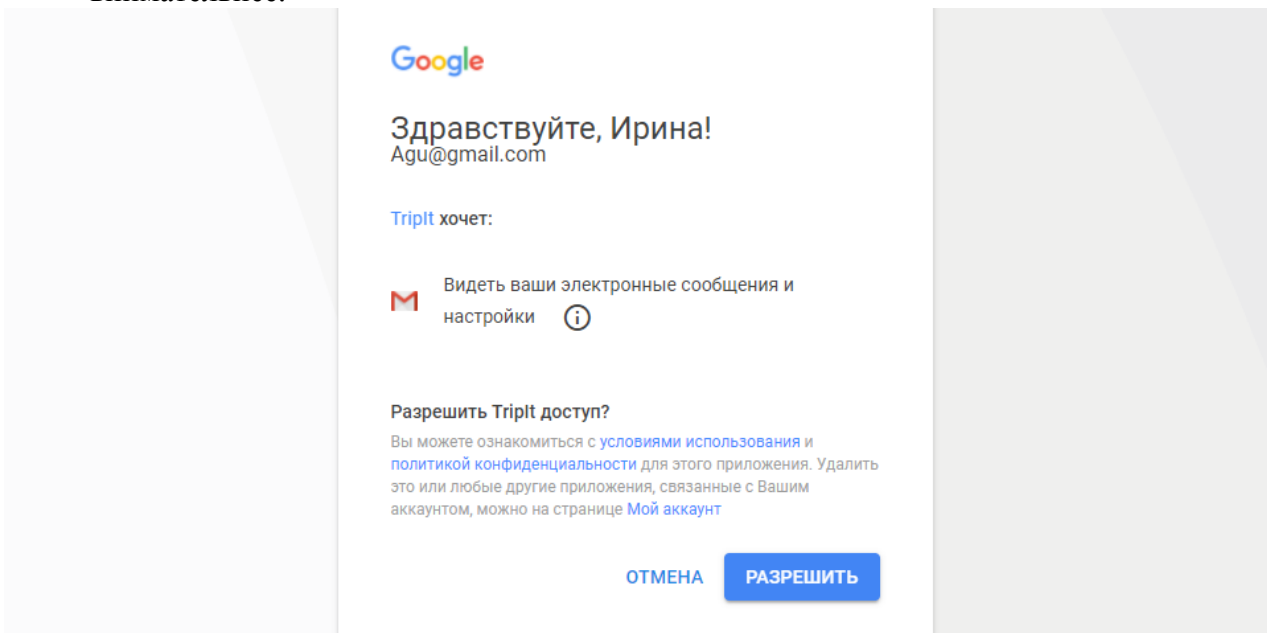 Google
Здравствуйте, Ирина!
Agu@gmail.com
TripIt хочет:
Видеть ваши электронные сообщения и
настройки
Разрешить TripIt доступ?
Вы можете ознакомиться с условиями использования и
политикой конфиденциальности для этого приложения. Удалить
это или любые другие приложения, связанные с Вашим
аккаунтом, можно на странице Мой аккаунт
ОТМЕНА РАЗРЕШИТЬ